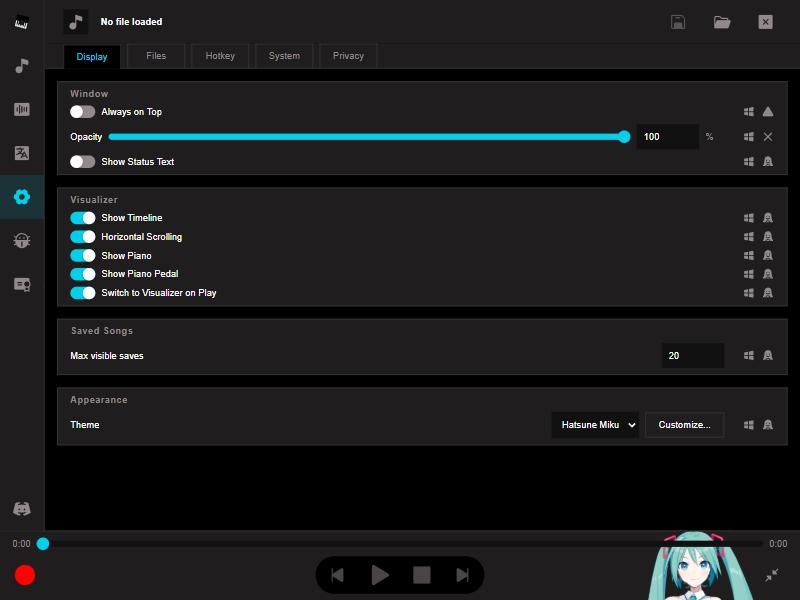 No file loaded
Display Files Hotkey System Privacy
Window
Always on Top
Opacity 100 %
Show Status Text
Visualizer
Show Timeline
Horizontal Scrolling
Show Piano
Show Piano Pedal
Switch to Visualizer on Play
Saved Songs
Max visible saves 20
Appearance
Theme Hatsune Miku Customize...
0:00 0:00